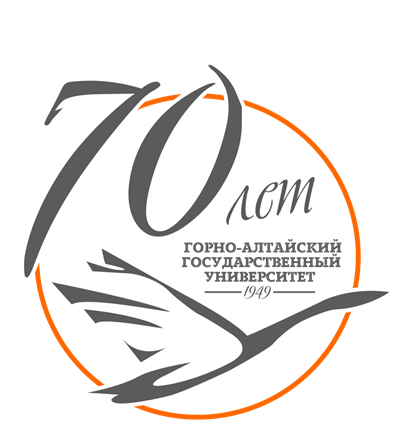 70 лет
ГОРНО-АЛТАЙСКИЙ
ГОСУДАРСТВЕННЫЙ
УНИВЕРСИТЕТ
1949